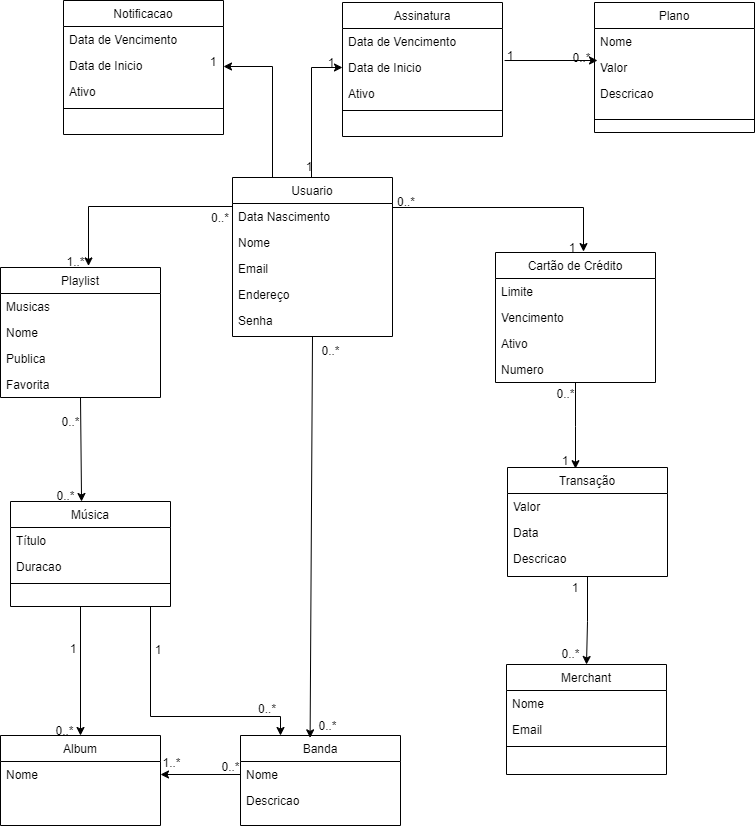 Notificacao
Data de Vencimento
Data de Inicio
Ativo
1
Assinatura
Data de Vencimento
Data de Inicio
Ativo
1
1
0..*
Plano
Nome
Valor
Descricao
1
Usuario
Data Nascimento
Nome
Email
Endereço
Senha
0..*
0..*
0..*
1..*
Playlist
Musicas
Nome
Publica
Favorita
0..*
1
Cartão de Crédito
Limite
Vencimento
Ativo
Numero
0..*
0..*
Música
Título
Duracao
1
1
1
Transação
Valor
Data
Descricao
1
0..*
Merchant
Nome
Email
0..*
Album
Nome
0..*
0..*
1..*
0..*
Banda
Nome
Descricao